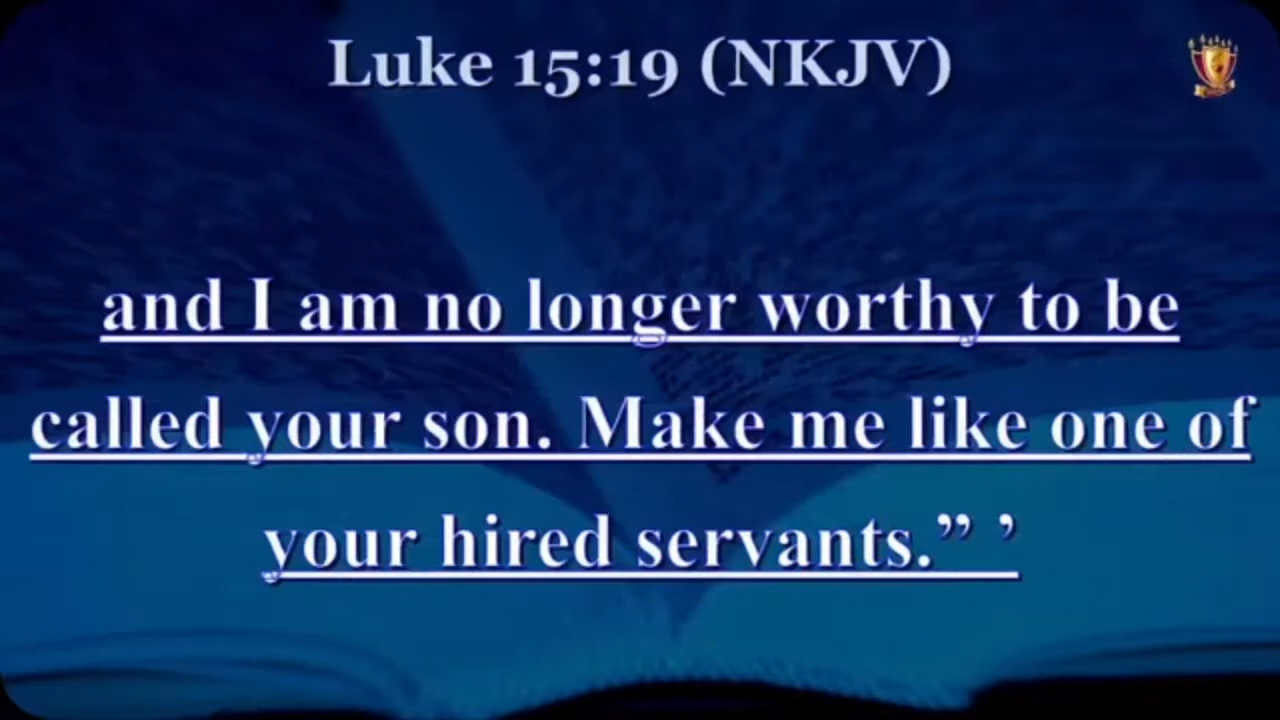 Luke 15:19 (NKJV)
and I am no longer worthy to be
called your son. Make me like one of
your hired servants.” ’